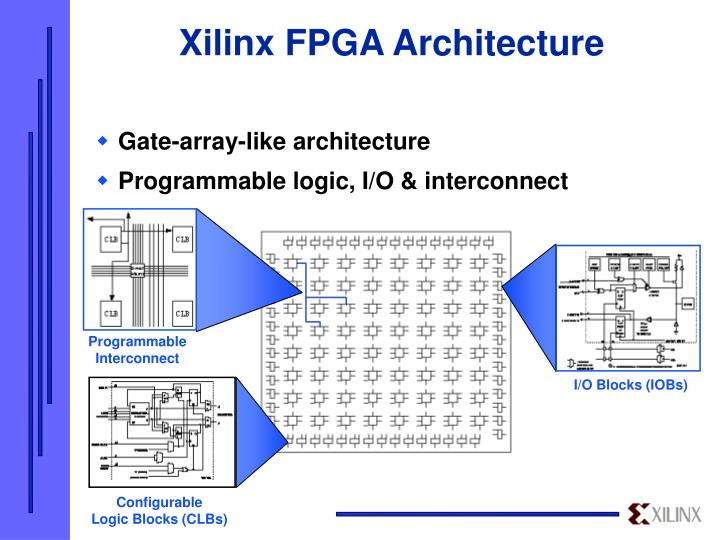 Xilinx FPGA Architecture
Gate-array-like architecture
Programmable logic, I/O & interconnect
CLB
CLB
CLB
CLB
Programmable
Interconnect
I/O Blocks (IOBs)
Configurable
Logic Blocks (CLBs)
XILINX